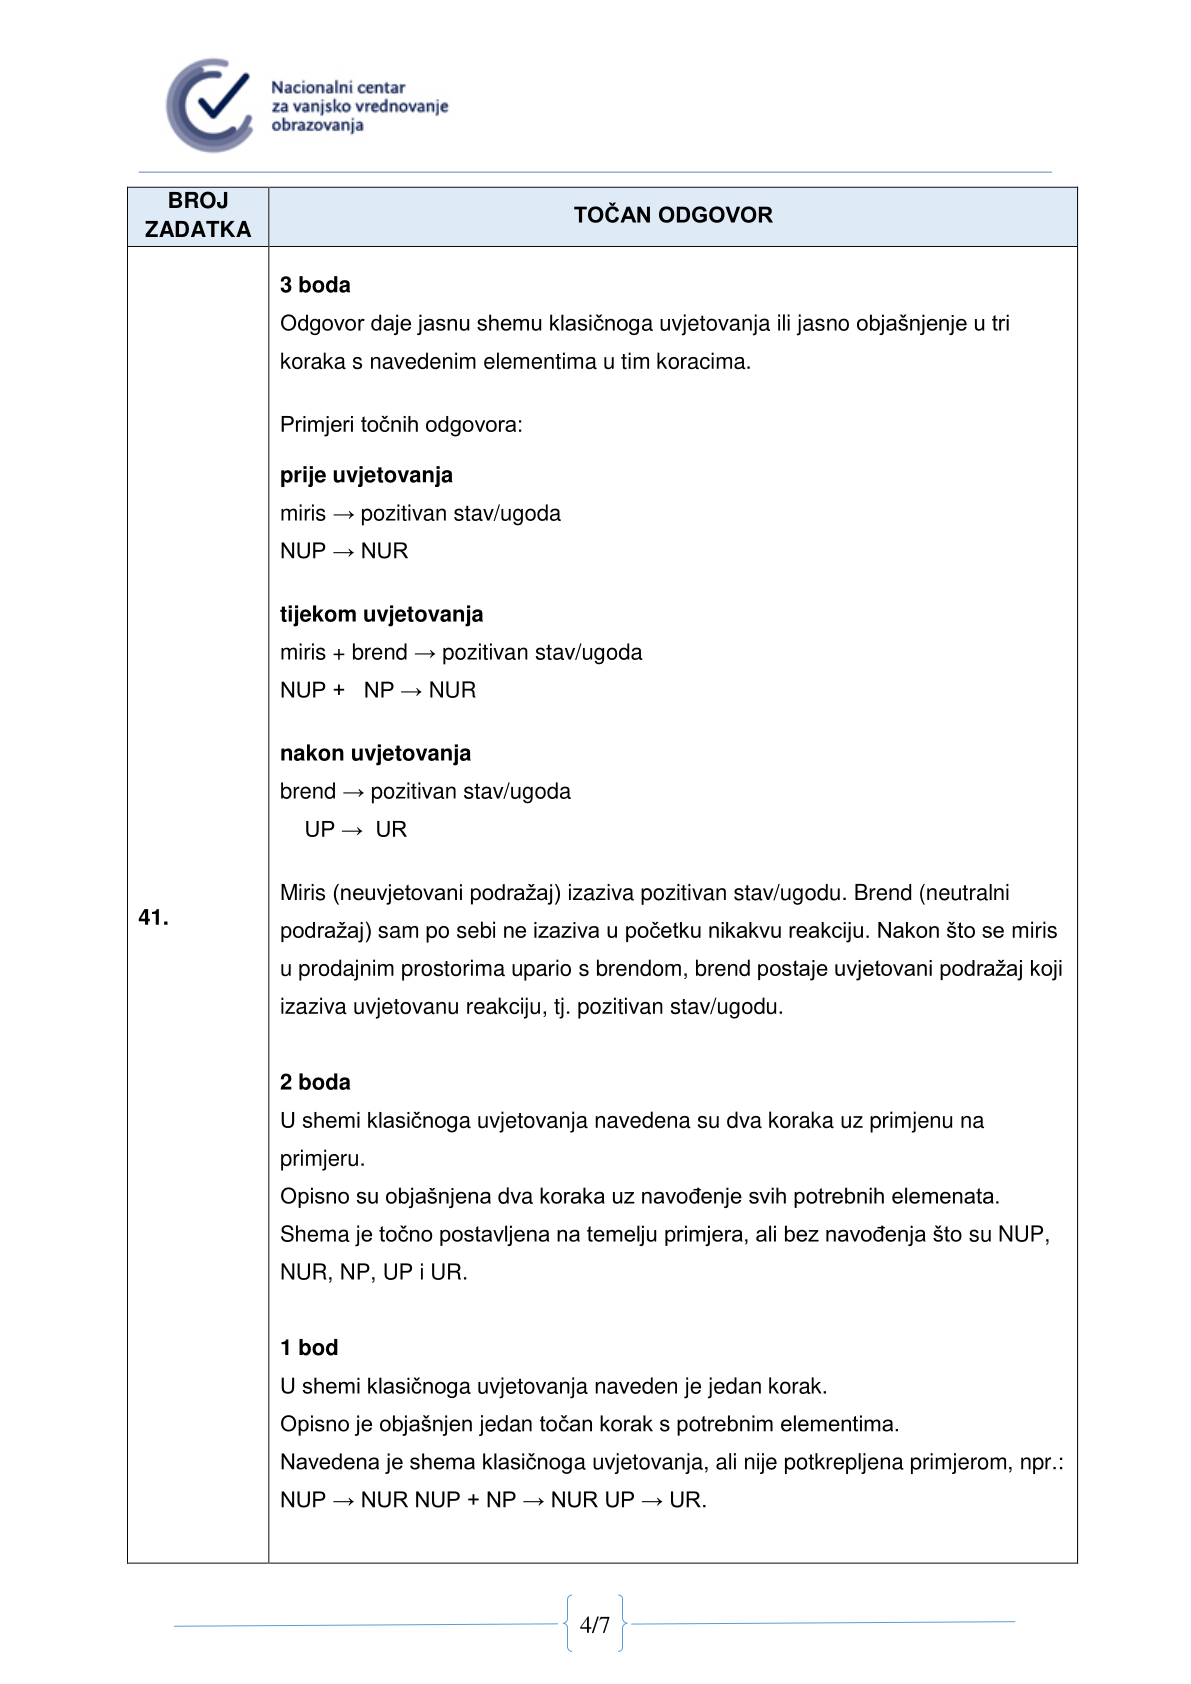 Nacionalni centar
za vanjsko vrednovanje
obrazovanja
BROJ
ZADATKA
TOČAN ODGOVOR
41.
3 boda
Odgovor daje jasnu shemu klasičnoga uvjetovanja ili jasno objašnjenje u tri
koraka s navedenim elementima u tim koracima.
Primjeri točnih odgovora:
prije uvjetovanja
miris → pozitivan stav/ugoda
NUP → NUR
tijekom uvjetovanja
miris + brend → pozitivan stav/ugoda
NUP +   NP → NUR
nakon uvjetovanja
brend → pozitivan stav/ugoda
UP →  UR
Miris (neuvjetovani podražaj) izaziva pozitivan stav/ugodu. Brend (neutralni
podražaj) sam po sebi ne izaziva u početku nikakvu reakciju. Nakon što se miris
u prodajnim prostorima upario s brendom, brend postaje uvjetovani podražaj koji
izaziva uvjetovanu reakciju, tj. pozitivan stav/ugodu.
2 boda
U shemi klasičnoga uvjetovanja navedena su dva koraka uz primjenu na
primjeru.
Opisno su objašnjena dva koraka uz navođenje svih potrebnih elemenata.
Shema je točno postavljena na temelju primjera, ali bez navođenja što su NUP,
NUR, NP, UP i UR.
1 bod
U shemi klasičnoga uvjetovanja naveden je jedan korak.
Opisno je objašnjen jedan točan korak s potrebnim elementima.
Navedena je shema klasičnoga uvjetovanja, ali nije potkrepljena primjerom, npr.:
NUP → NUR NUP + NP → NUR UP → UR.
4/7